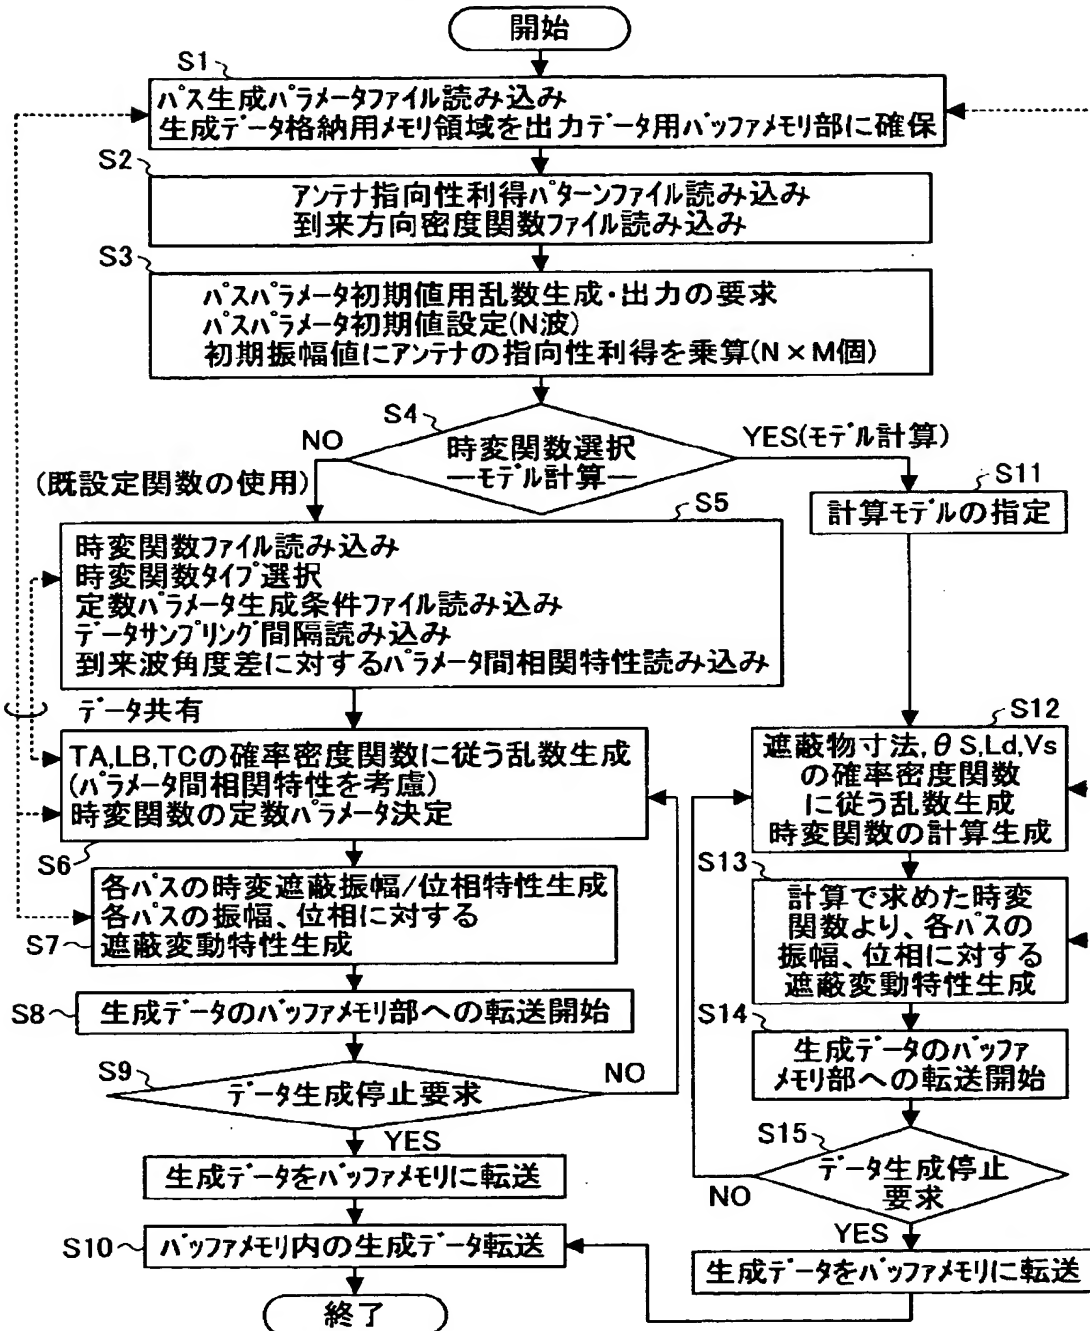 開始
S1
パス生成パラメータファイル読み込み
生成データ格納用メモリ領域を出力データ用バッファメモリ部に確保
S2
アンテナ指向性利得パターンファイル読み込み
到来方向密度関数ファイル読み込み
S3
パスパラメータ初期値用乱数生成・出力の要求
パスパラメータ初期値設定(N波)
初期振幅値にアンテナの指向性利得を乗算(N×M個)
S4
時変関数選択
―モデル計算―
NO
(既設定関数の使用)
YES(モデル計算)
S5
時変関数ファイル読み込み
時変関数タイプ選択
定数パラメータ生成条件ファイル読み込み
データサンプリング間隔読み込み
到来波角度差に対するパラメータ間相関特性読み込み
データ共有
TA,LB,TCの確率密度関数に従う乱数生成
(パラメータ間相関特性を考慮)
時変関数の定数パラメータ決定
S6
各パスの時変遮蔽振幅/位相特性生成
各パスの振幅、位相に対する
遮蔽変動特性生成
S7
S8
生成データのバッファメモリ部への転送開始
S9
データ生成停止要求
NO
YES
生成データをバッファメモリに転送
S10
バッファメモリ内の生成データ転送
終了
S11
計算モデルの指定
S12
遮蔽物寸法,θS,Ld,Vs
の確率密度関数
に従う乱数生成
時変関数の計算生成
S13
計算で求めた時変
関数より、各パスの
振幅、位相に対する
遮蔽変動特性生成
S14
生成データのバッファ
メモリ部への転送開始
S15
データ生成停止
要求
NO
YES
生成データをバッファメモリに転送